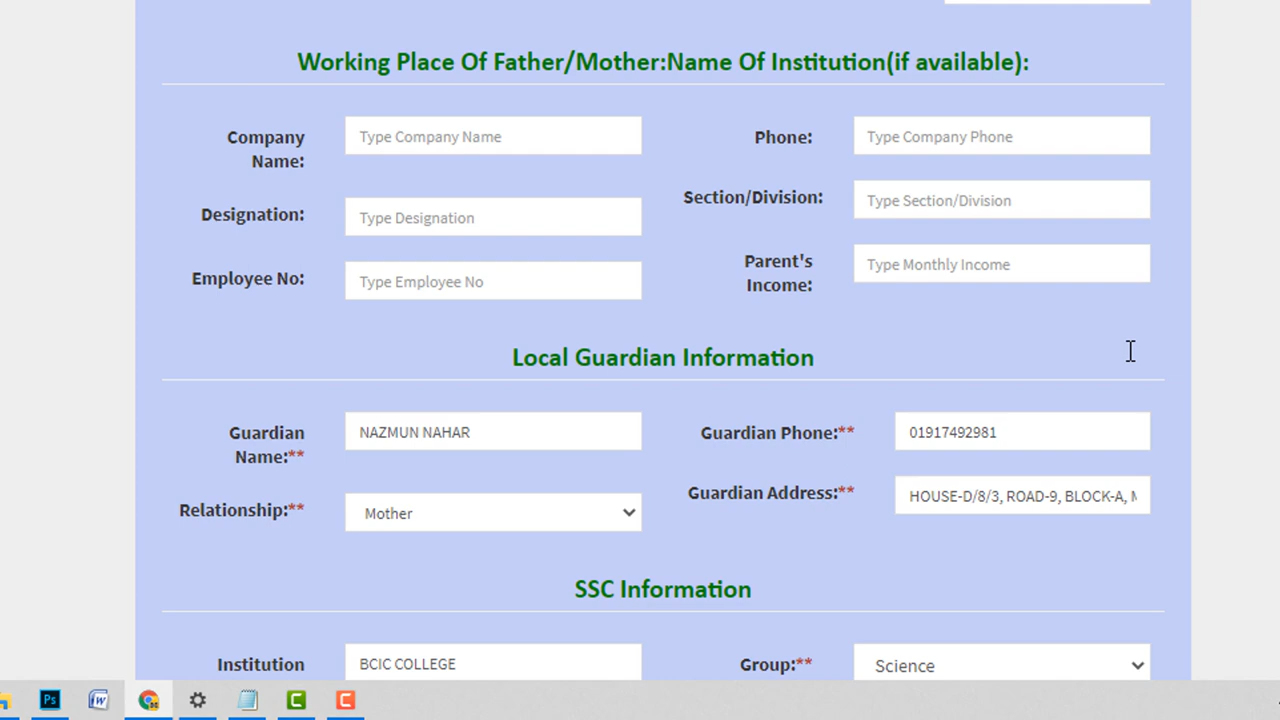 Working Place Of Father/Mother:Name Of Institution(if available):
Company Name:
Type Company Name
Phone:
Type Company Phone
Designation:
Type Designation
Section/Division:
Type Section/Division
Employee No:
Type Employee No
Parent's Income:
Type Monthly Income
Local Guardian Information
Guardian Name:**
NAZMUN NAHAR
Guardian Phone:**
01917492981
Relationship:**
Mother
Guardian Address:**
HOUSE-D/8/3, ROAD-9, BLOCK-A,
SSC Information
Institution
BCIC COLLEGE
Group:**
Science
Ps
W
C
C